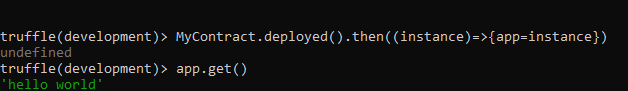 truffle(development)> MyContract.deployed().then((instance)=>{app=instance})
undefined
truffle(development)> app.get()
'hello world'